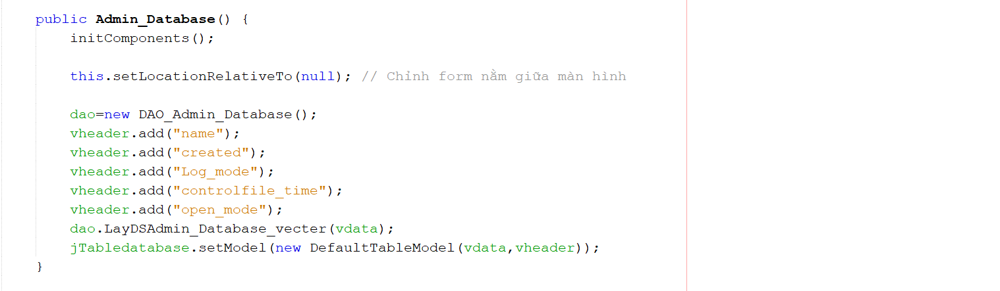 public Admin_Database() {
initComponents();
this.setLocationRelativeTo(null); // Chỉnh form nằm giữa màn hình
dao=new DAO_Admin_Database();
vheader.add("name");
vheader.add("created");
vheader.add("Log_mode");
vheader.add("controlfile_time");
vheader.add("open_mode");
dao.LayDSAdmin_Database_vecter(vdata);
jTabledatabase.setModel(new DefaultTableModel(vdata,vheader));
}